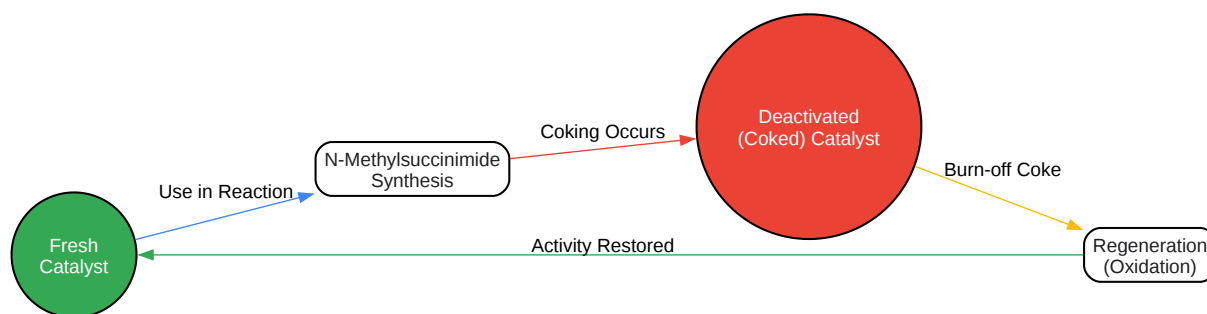 Fresh
Catalyst
Use in Reaction
N-Methylsuccinimide
Synthesis
Coking Occurs
Deactivated
(Coked) Catalyst
Burn-off Coke
Regeneration
(Oxidation)
Activity Restored